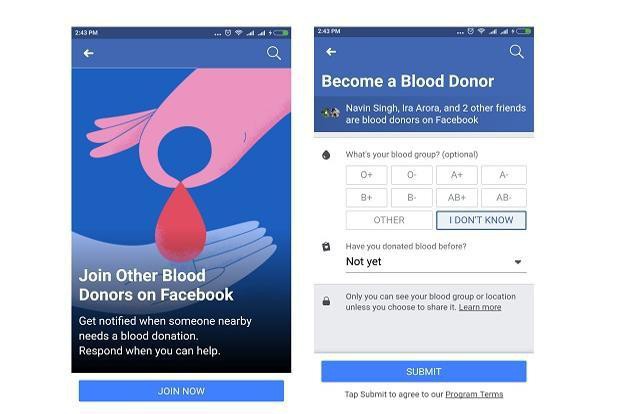 2:43 PM
Join Other Blood
Donors on Facebook
Get notified when someone nearby
needs a blood donation.
Respond when you can help.
JOIN NOW
2:43 PM
Become a Blood Donor
Navin Singh, Ira Arora, and 2 other friends
are blood donors on Facebook
What's your blood group? (optional)
O+ O- A+ A-
B+ B- AB+ AB-
OTHER I DON'T KNOW
Have you donated blood before?
Not yet
Only you can see your blood group or location
unless you choose to share it. Learn more
SUBMIT
Tap Submit to agree to our Program Terms